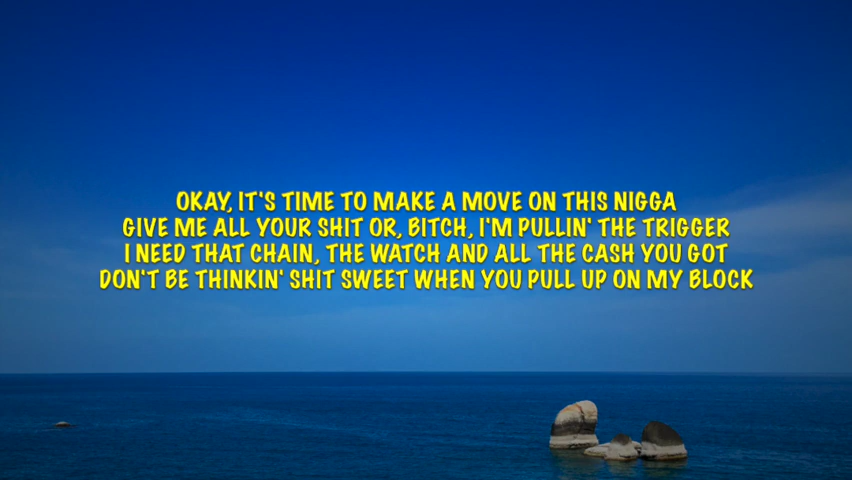 OKAY, IT'S TIME TO MAKE A MOVE ON THIS NIGGA
GIVE ME ALL YOUR SHIT OR, BITCH, I'M PULLIN' THE TRIGGER
I NEED THAT CHAIN, THE WATCH AND ALL THE CASH YOU GOT
DON'T BE THINKIN' SHIT SWEET WHEN YOU PULL UP ON MY BLOCK